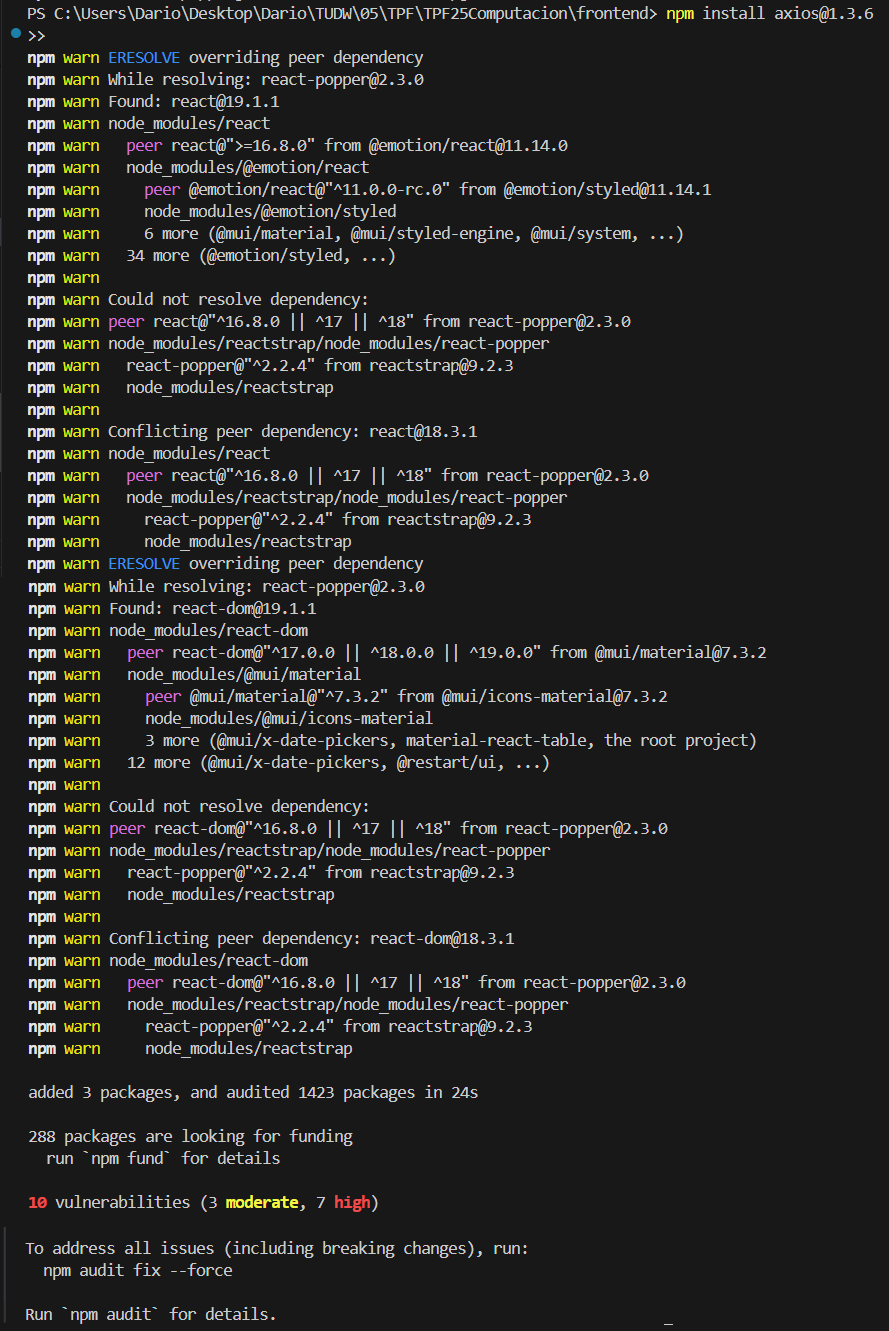 PS C:\Users\Dario\Desktop\Dario\TUDW\05\TPF\TPF25Computacion\frontend> npm install axios@1.3.6
>>
npm warn ERESOLVE overriding peer dependency
npm warn While resolving: react-popper@2.3.0
npm warn Found: react@19.1.1
npm warn node_modules/react
npm warn   peer react@">=16.8.0" from @emotion/react@11.14.0
npm warn   node_modules/@emotion/react
npm warn     peer @emotion/react@"^11.0.0-rc.0" from @emotion/styled@11.14.1
npm warn     node_modules/@emotion/styled
npm warn     6 more (@mui/material, @mui/styled-engine, @mui/system, ...)
npm warn   34 more (@emotion/styled, ...)
npm warn
npm warn Could not resolve dependency:
npm warn peer react@"^16.8.0 || ^17 || ^18" from react-popper@2.3.0
npm warn node_modules/reactstrap/node_modules/react-popper
npm warn   react-popper@"^2.2.4" from reactstrap@9.2.3
npm warn   node_modules/reactstrap
npm warn
npm warn Conflicting peer dependency: react@18.3.1
npm warn node_modules/react
npm warn   peer react@"^16.8.0 || ^17 || ^18" from react-popper@2.3.0
npm warn   node_modules/reactstrap/node_modules/react-popper
npm warn     react-popper@"^2.2.4" from reactstrap@9.2.3
npm warn     node_modules/reactstrap
npm warn ERESOLVE overriding peer dependency
npm warn While resolving: react-popper@2.3.0
npm warn Found: react-dom@19.1.1
npm warn node_modules/react-dom
npm warn   peer react-dom@"^17.0.0 || ^18.0.0 || ^19.0.0" from @mui/material@7.3.2
npm warn   node_modules/@mui/material
npm warn     peer @mui/material@"^7.3.2" from @mui/icons-material@7.3.2
npm warn     node_modules/@mui/icons-material
npm warn     3 more (@mui/x-date-pickers, material-react-table, the root project)
npm warn   12 more (@mui/x-date-pickers, @restart/ui, ...)
npm warn
npm warn Could not resolve dependency:
npm warn peer react-dom@"^16.8.0 || ^17 || ^18" from react-popper@2.3.0
npm warn node_modules/reactstrap/node_modules/react-popper
npm warn   react-popper@"^2.2.4" from reactstrap@9.2.3
npm warn   node_modules/reactstrap
npm warn
npm warn Conflicting peer dependency: react-dom@18.3.1
npm warn node_modules/react-dom
npm warn   peer react-dom@"^16.8.0 || ^17 || ^18" from react-popper@2.3.0
npm warn   node_modules/reactstrap/node_modules/react-popper
npm warn     react-popper@"^2.2.4" from reactstrap@9.2.3
npm warn     node_modules/reactstrap
added 3 packages, and audited 1423 packages in 24s
288 packages are looking for funding
  run `npm fund` for details
10 vulnerabilities (3 moderate, 7 high)
To address all issues (including breaking changes), run:
  npm audit fix --force
Run `npm audit` for details.